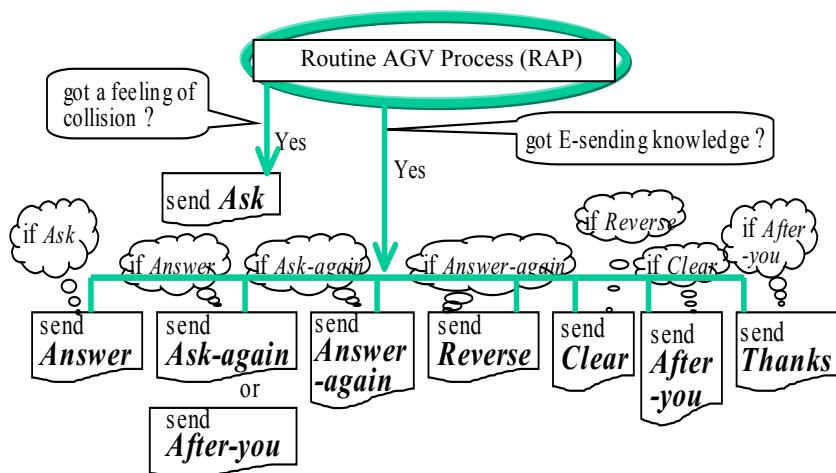 Routine AGV Process (RAP)
got a feeling of
collision ?
got E-sending knowledge ?
Yes
Yes
send Ask
if Ask
if Answer
if Ask-again
if Answer-again
if Reverse
if Clear
if After
-you
send
Answer
send
Ask-again
or
send
After-you
send
Answer
-again
send
Reverse
send
Clear
send
After
-you
send
Thanks